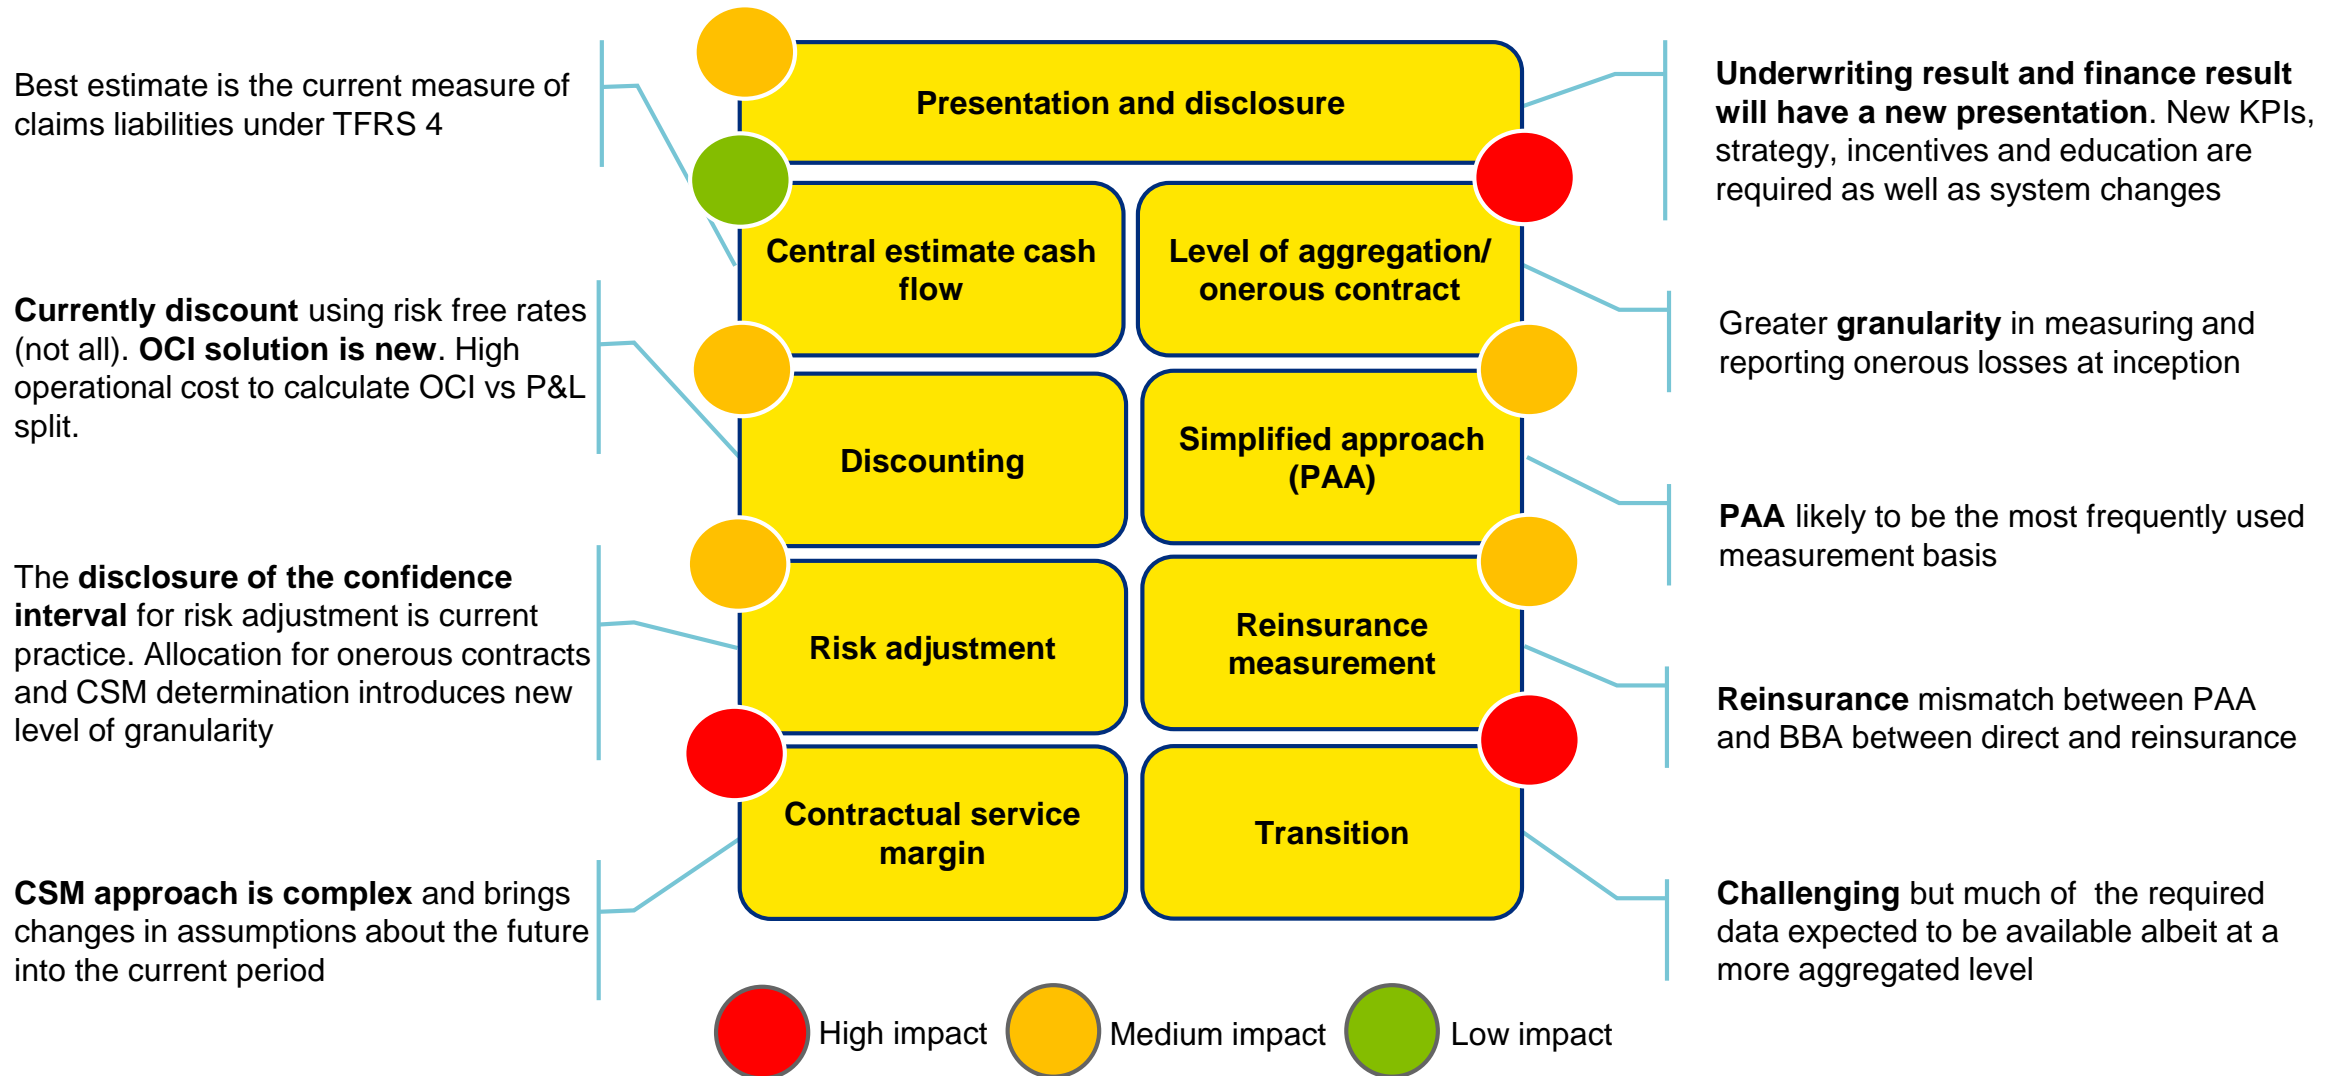 Presentation and disclosure
Best estimate is the current measure of
claims liabilities under TFRS 4
Underwriting result and finance result
will have a new presentation. New KPIs,
strategy, incentives and education are
required as well as system changes
Central estimate cash
flow
Level of aggregation/
onerous contract
Currently discount using risk free rates
(not all). OCI solution is new. High
operational cost to calculate OCI vs P&L
split.
Greater granularity in measuring and
reporting onerous losses at inception
Discounting
Simplified approach
(PAA)
PAA likely to be the most frequently used
measurement basis
The disclosure of the confidence
interval for risk adjustment is current
practice. Allocation for onerous contracts
and CSM determination introduces new
level of granularity
Risk adjustment
Reinsurance
measurement
Reinsurance mismatch between PAA
and BBA between direct and reinsurance
Contractual service
margin
Transition
CSM approach is complex and brings
changes in assumptions about the future
into the current period
Challenging but much of  the required
data expected to be available albeit at a
more aggregated level
High impact
Medium impact
Low impact